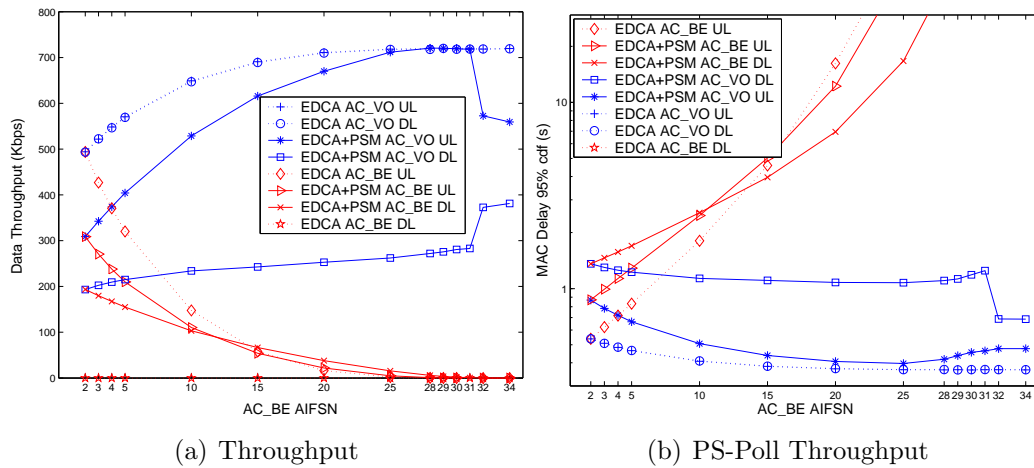 800
700
600
500
400
300
200
100
0
Data Throughput (Kbps)
2 3 4 5 10 15 20 25 28 29 30 31 32 34
AC_BE AIFSN
EDCA AC_VO UL
EDCA AC_VO DL
EDCA+PSM AC_VO UL
EDCA+PSM AC_VO DL
EDCA AC_BE UL
EDCA+PSM AC_BE UL
EDCA+PSM AC_BE DL
EDCA AC_BE DL
(a) Throughput
10
1
MAC Delay 95% cdf (s)
2 3 4 5 10 15 20 25 28 29 30 31 32 34
AC_BE AIFSN
EDCA AC_BE UL
EDCA+PSM AC_BE UL
EDCA+PSM AC_BE DL
EDCA+PSM AC_VO DL
EDCA+PSM AC_VO UL
EDCA AC_VO UL
EDCA AC_VO DL
EDCA AC_BE DL
(b) PS-Poll Throughput